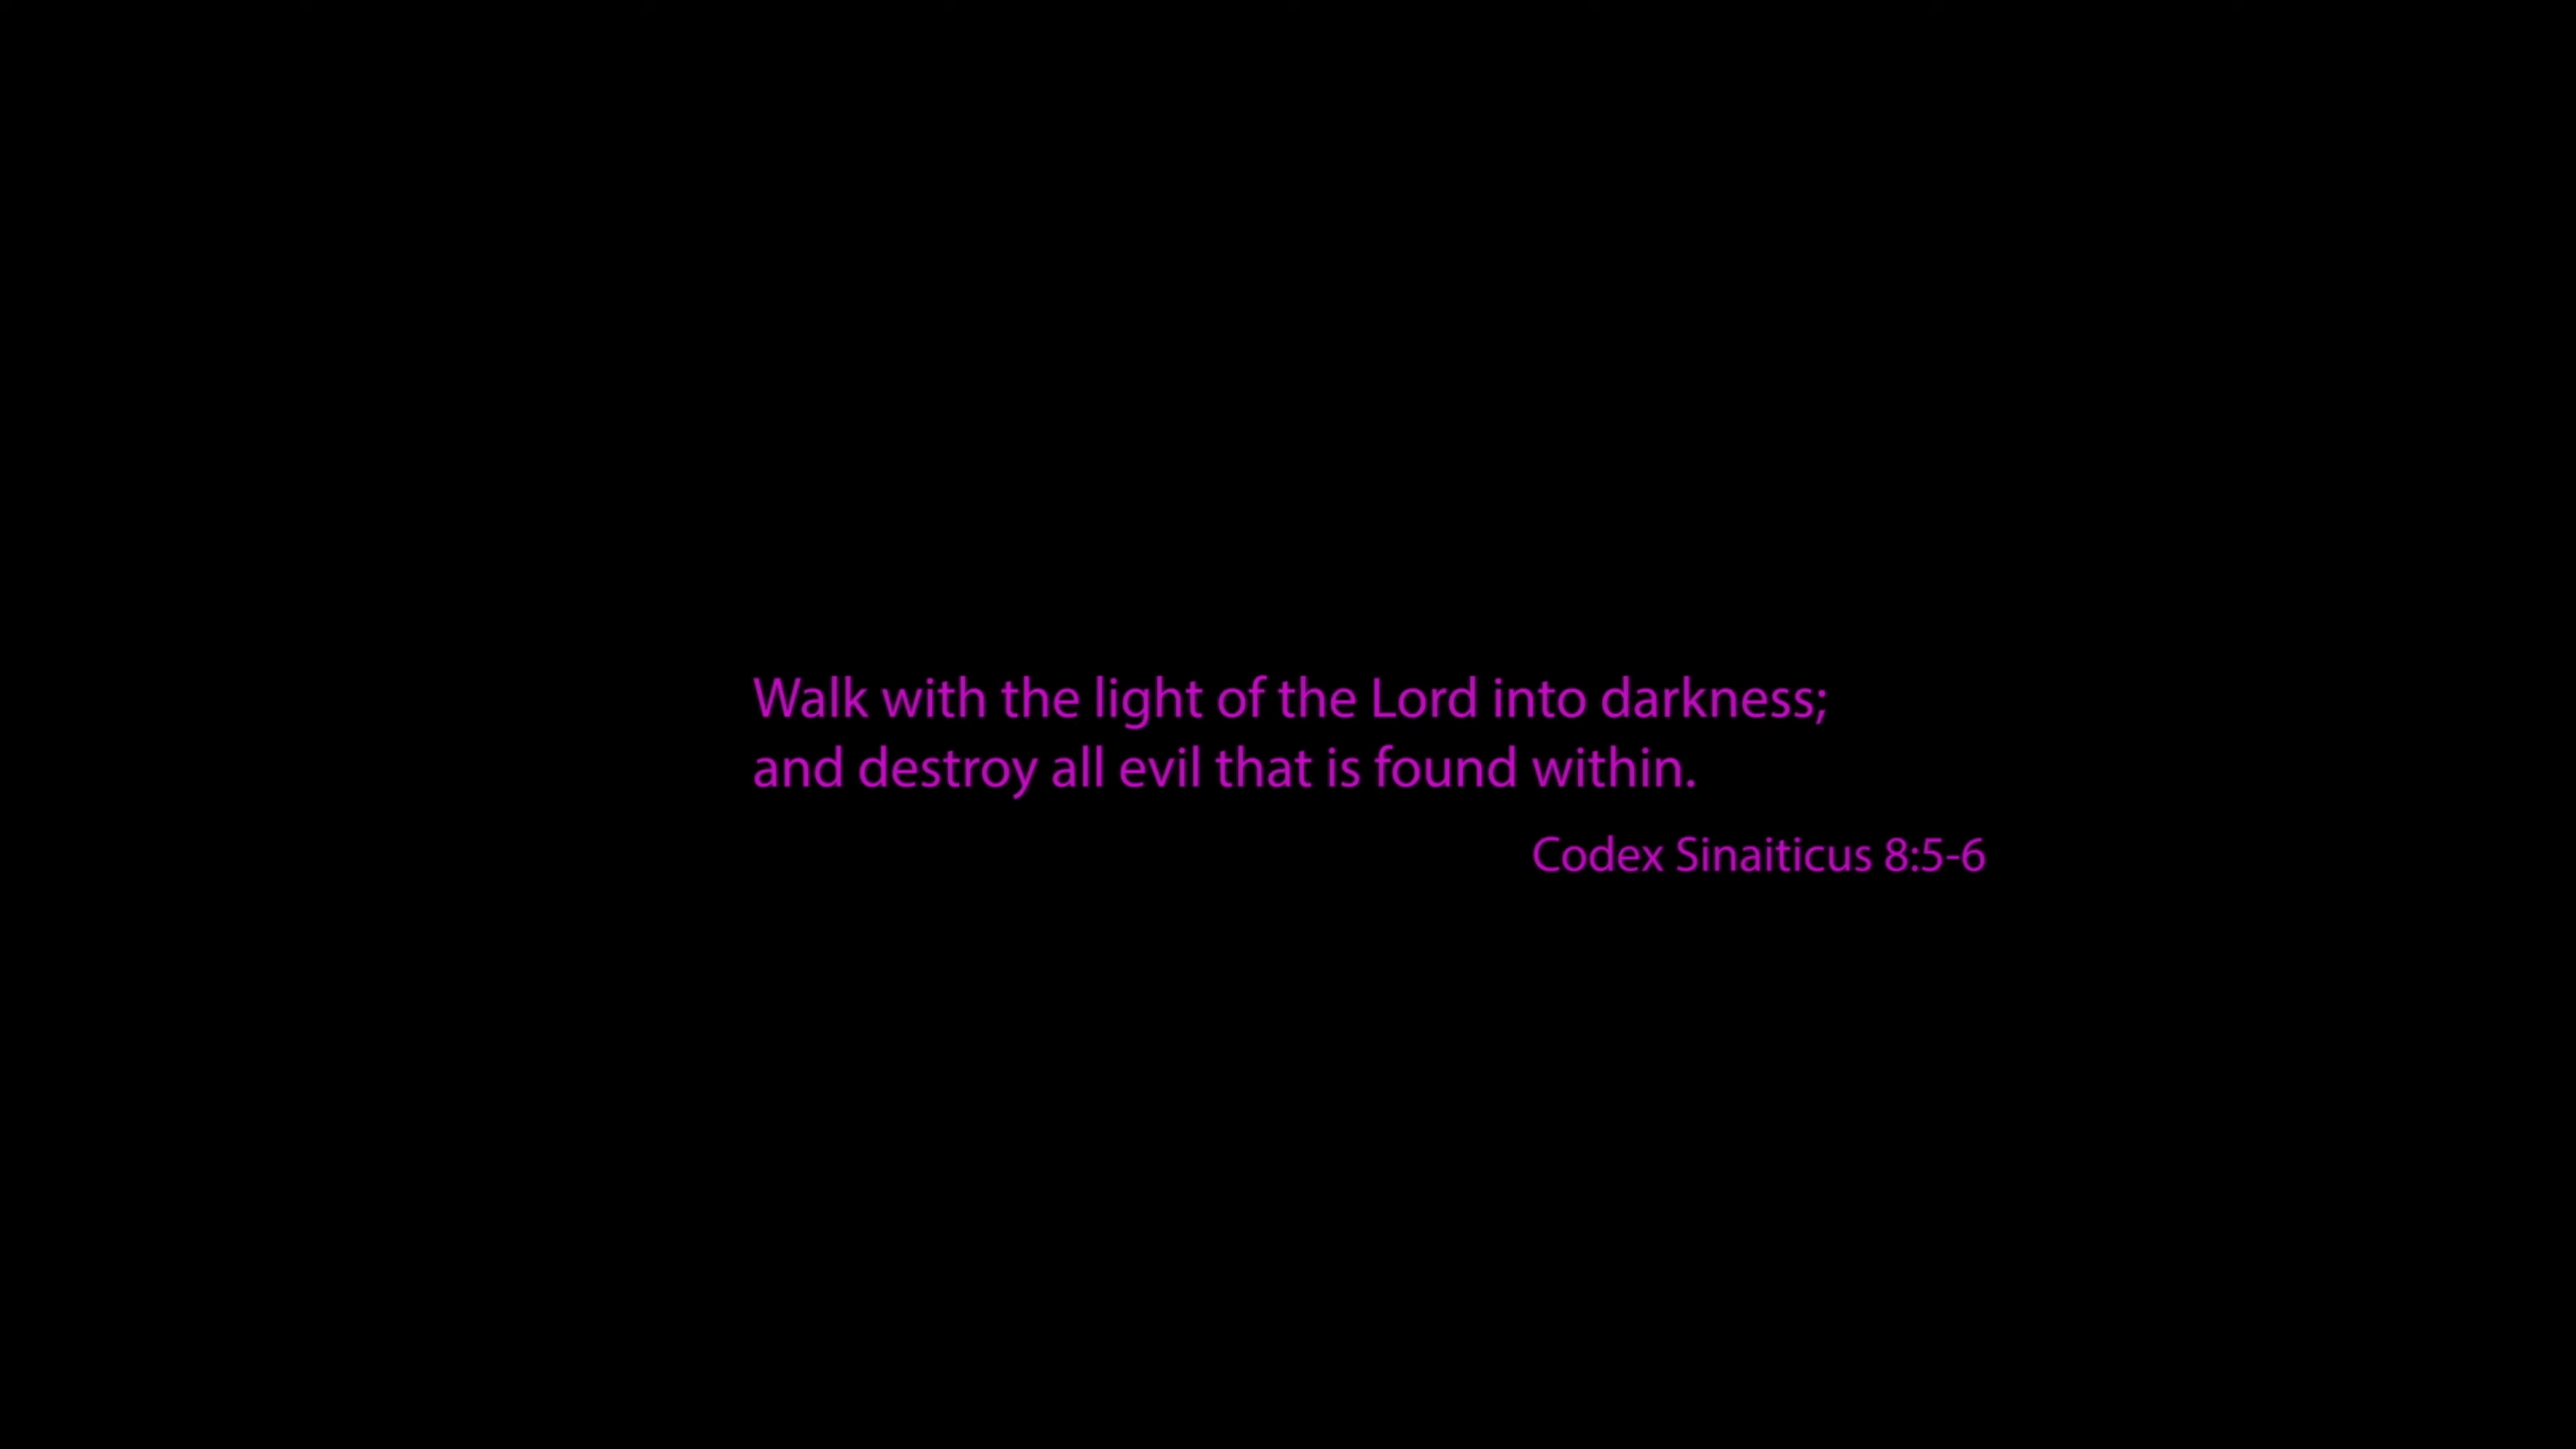 Walk with the light of the Lord into darkness;
and destroy all evil that is found within.
Codex Sinaiticus 8:5-6